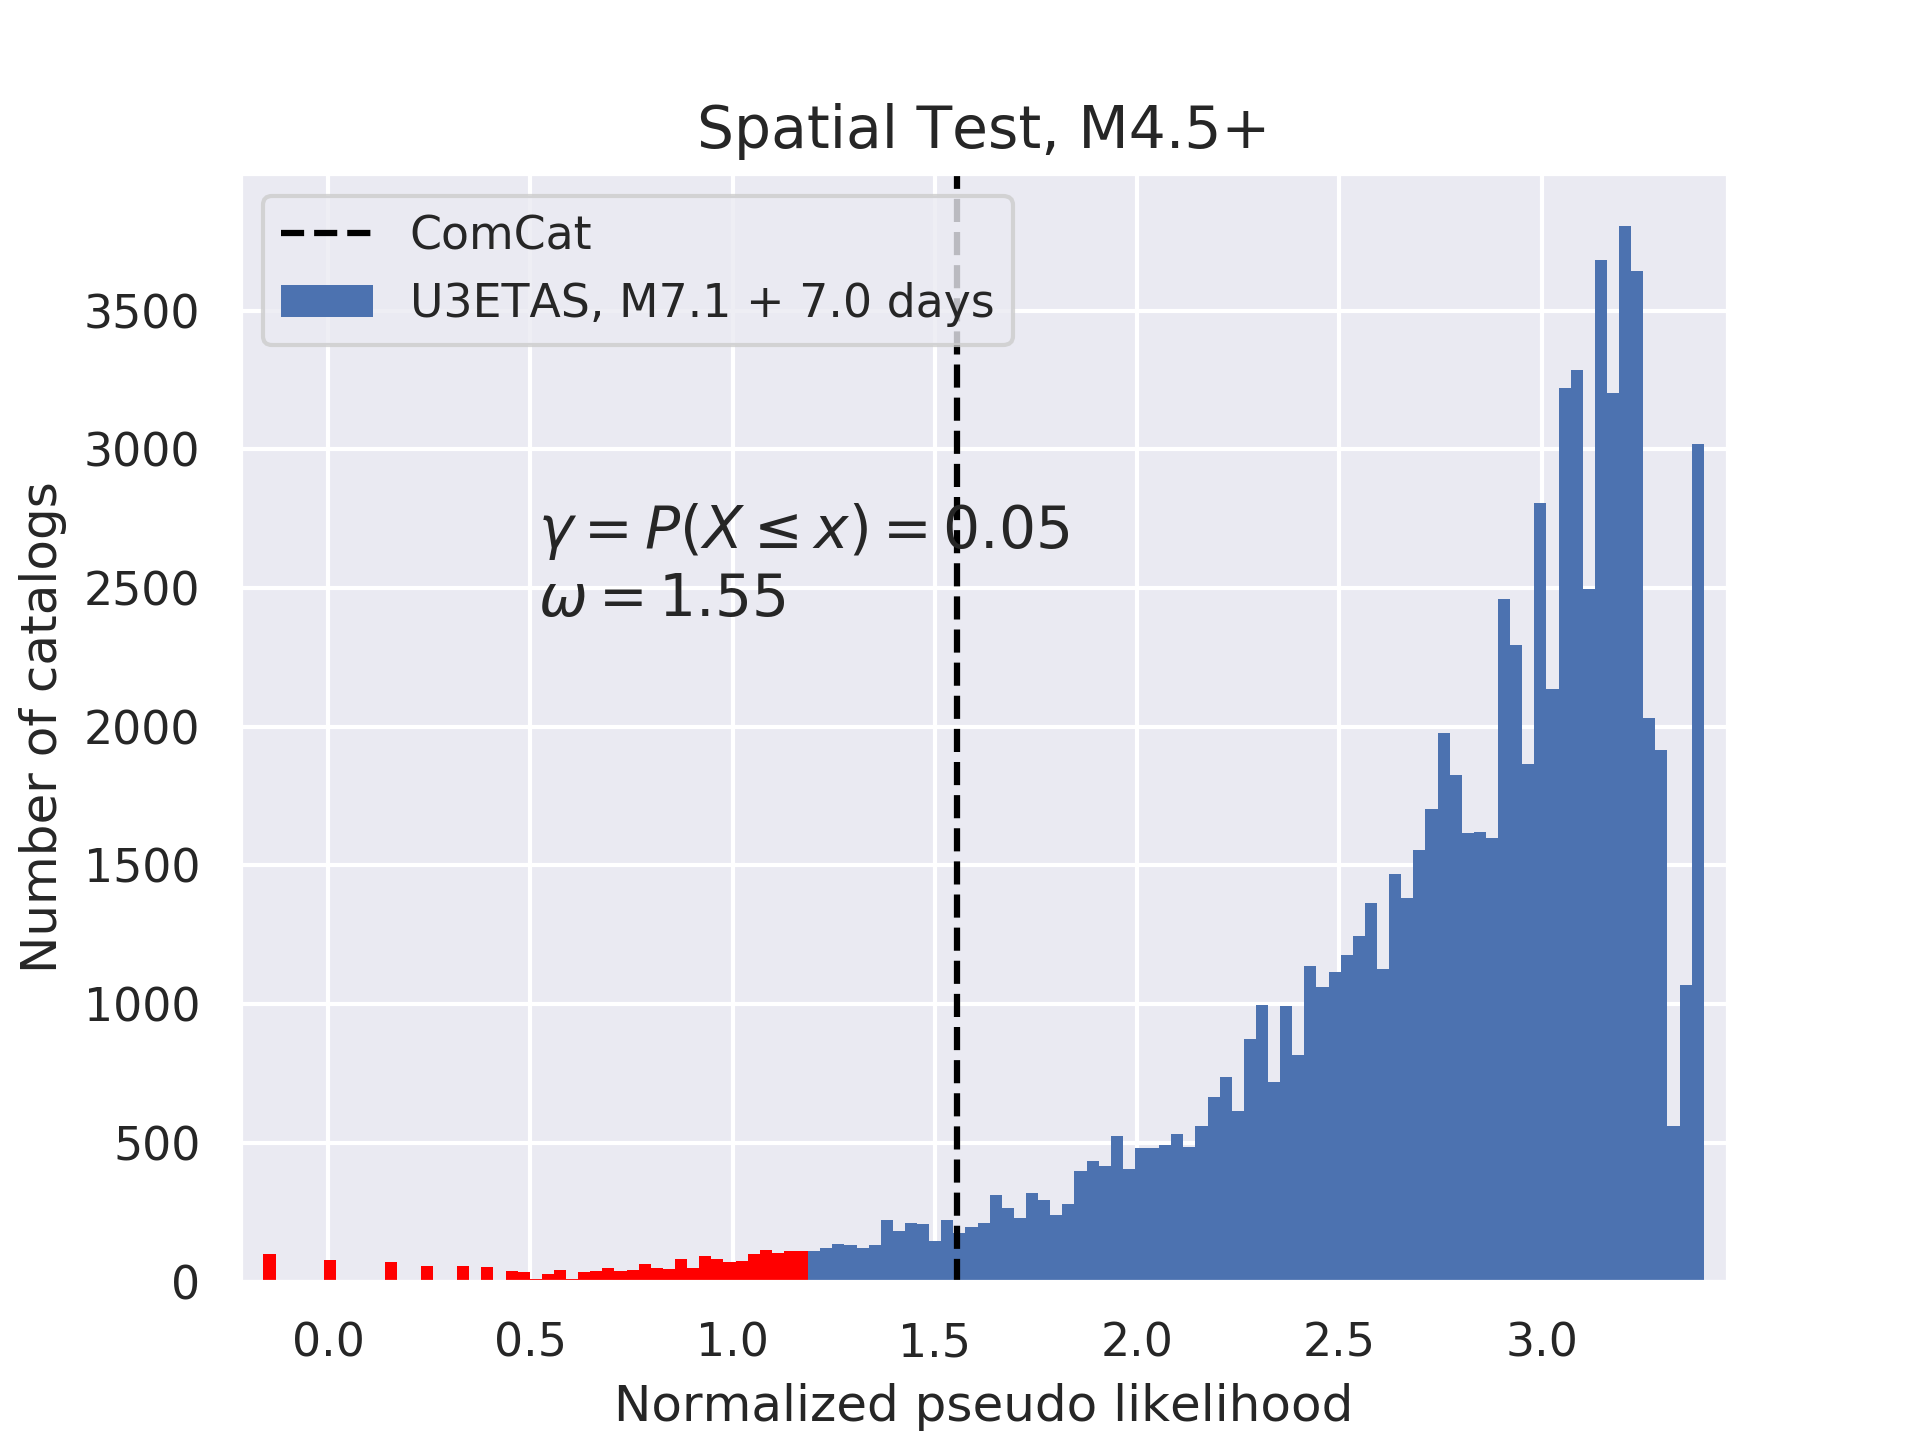 Spatial Test, M4.5+
ComCat
U3ETAS, M7.1 + 7.0 days
γ = P(X ≤ x) = 0.05
ω = 1.55
Number of catalogs
3500
3000
2500
2000
1500
1000
500
0
0.0 0.5 1.0 1.5 2.0 2.5 3.0
Normalized pseudo likelihood